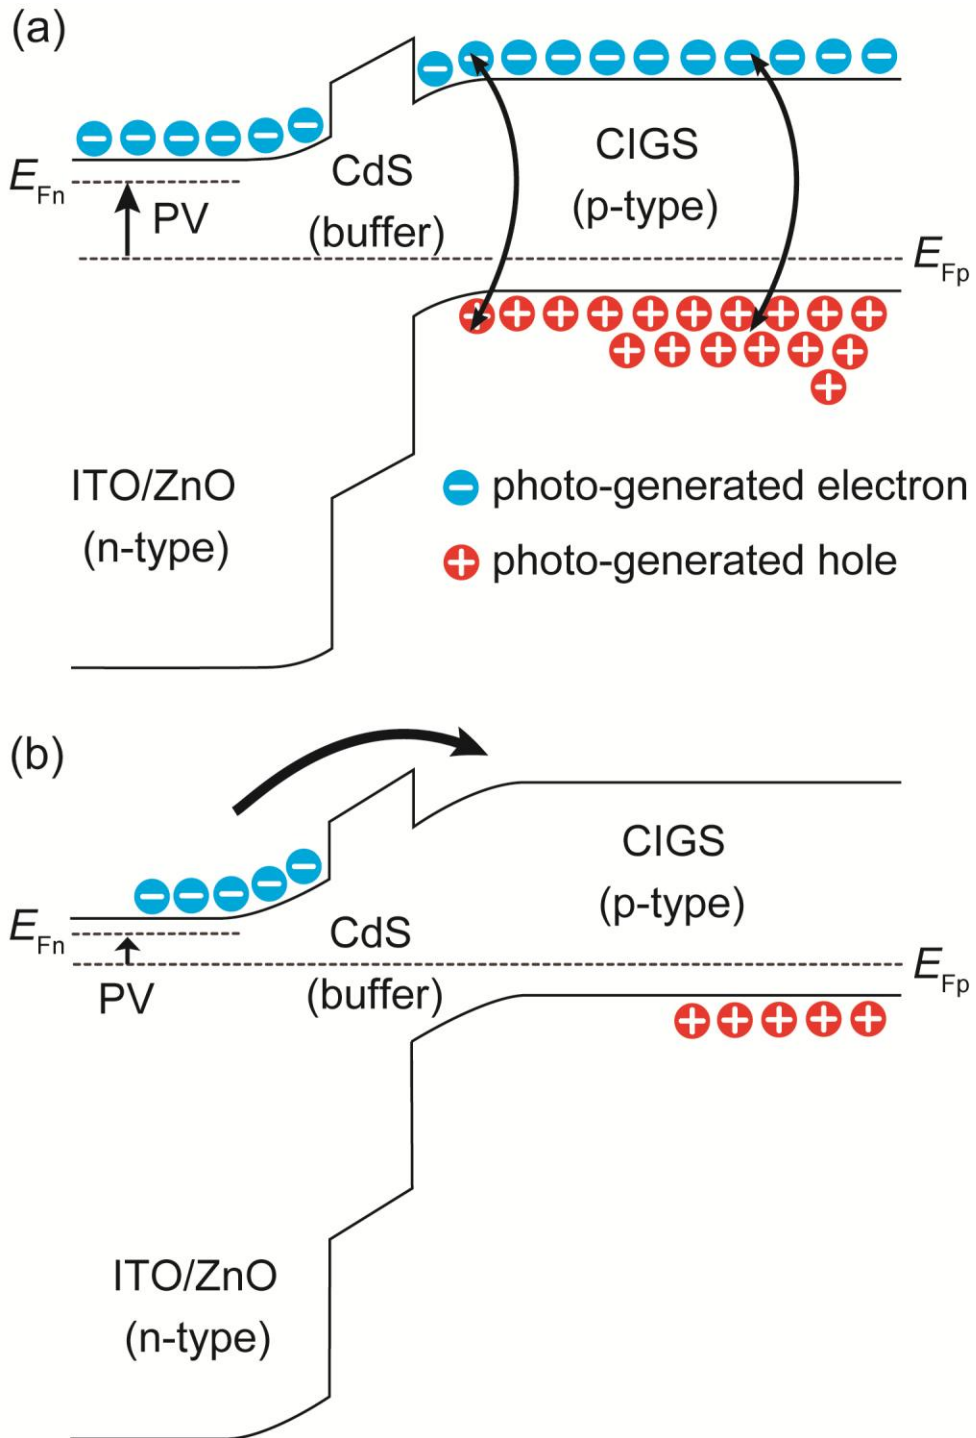 (a)
E_Fn
PV
CdS
(buffer)
CIGS
(p-type)
E_Fp
ITO/ZnO
(n-type)
photo-generated electron
photo-generated hole
(b)
CIGS
(p-type)
E_Fn
CdS
(buffer)
E_Fp
PV
ITO/ZnO
(n-type)